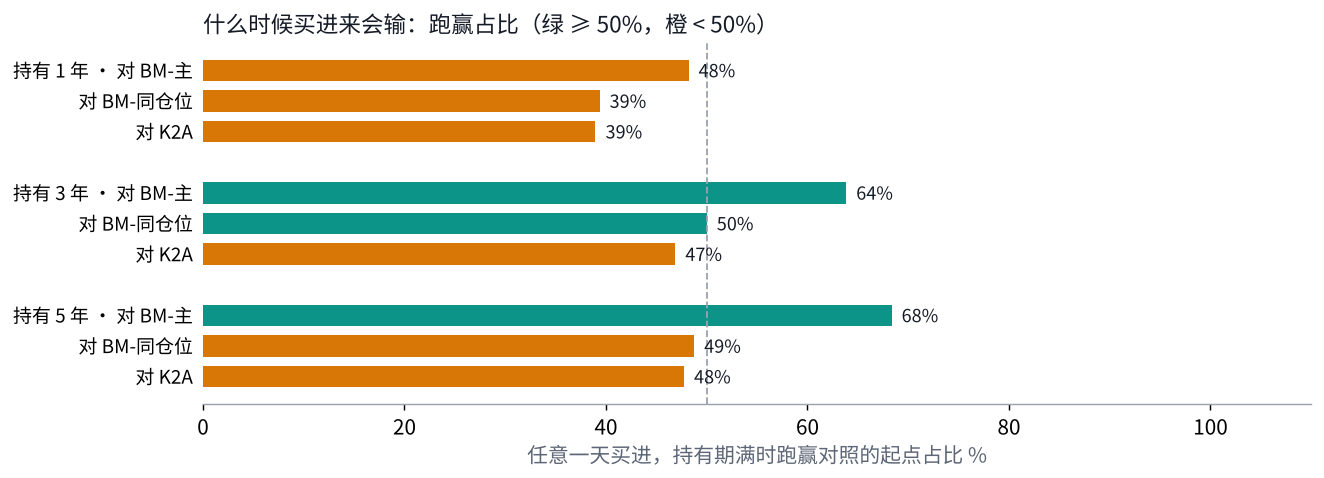 什么时候买进来会输：跑赢占比（绿 ≥ 50%，橙 < 50%）
持有 1 年 · 对 BM-主 48%
对 BM-同仓位 39%
对 K2A 39%
持有 3 年 · 对 BM-主 64%
对 BM-同仓位 50%
对 K2A 47%
持有 5 年 · 对 BM-主 68%
对 BM-同仓位 49%
对 K2A 48%
0 20 40 60 80 100
任意一天买进，持有期满时跑赢对照的起点占比 %